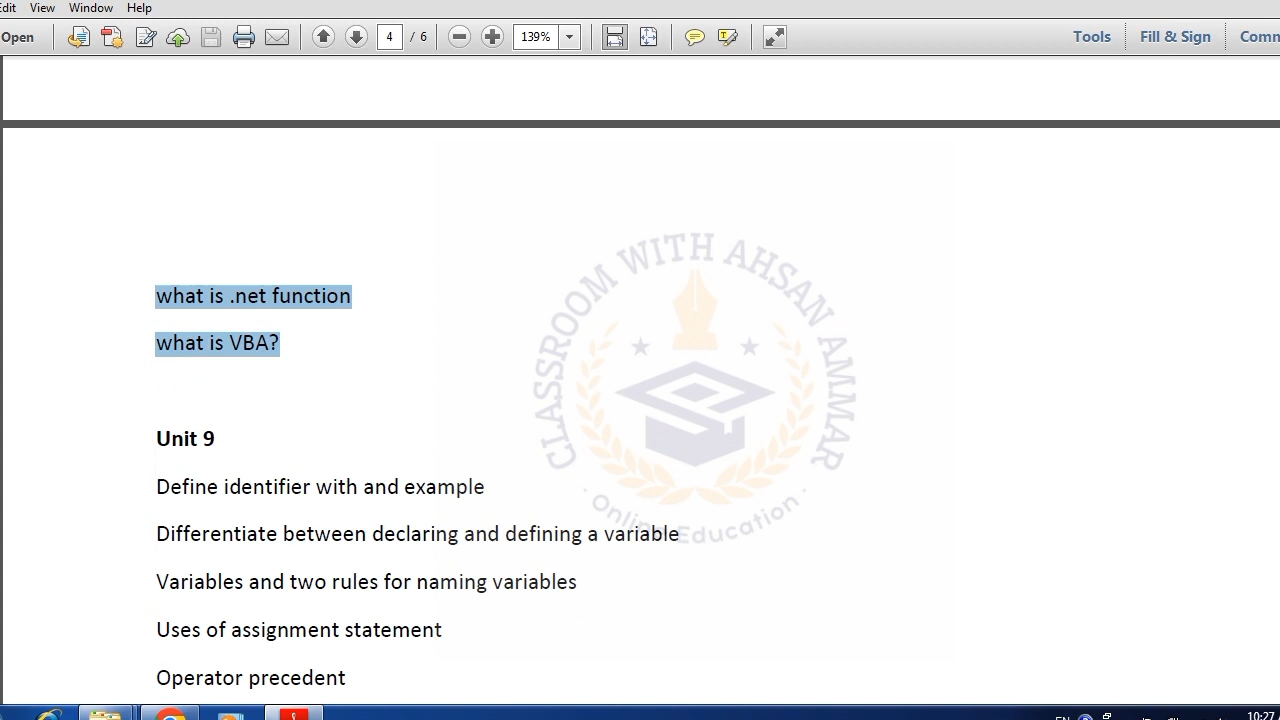 Edit View Window Help
Open 4 / 6 139% Tools Fill & Sign
what is .net function
what is VBA?
CLASSROOM WITH AHSAN AMMAR
· Online Education ·
Unit 9
Define identifier with and example
Differentiate between declaring and defining a variable
Variables and two rules for naming variables
Uses of assignment statement
Operator precedent
EN 10:27